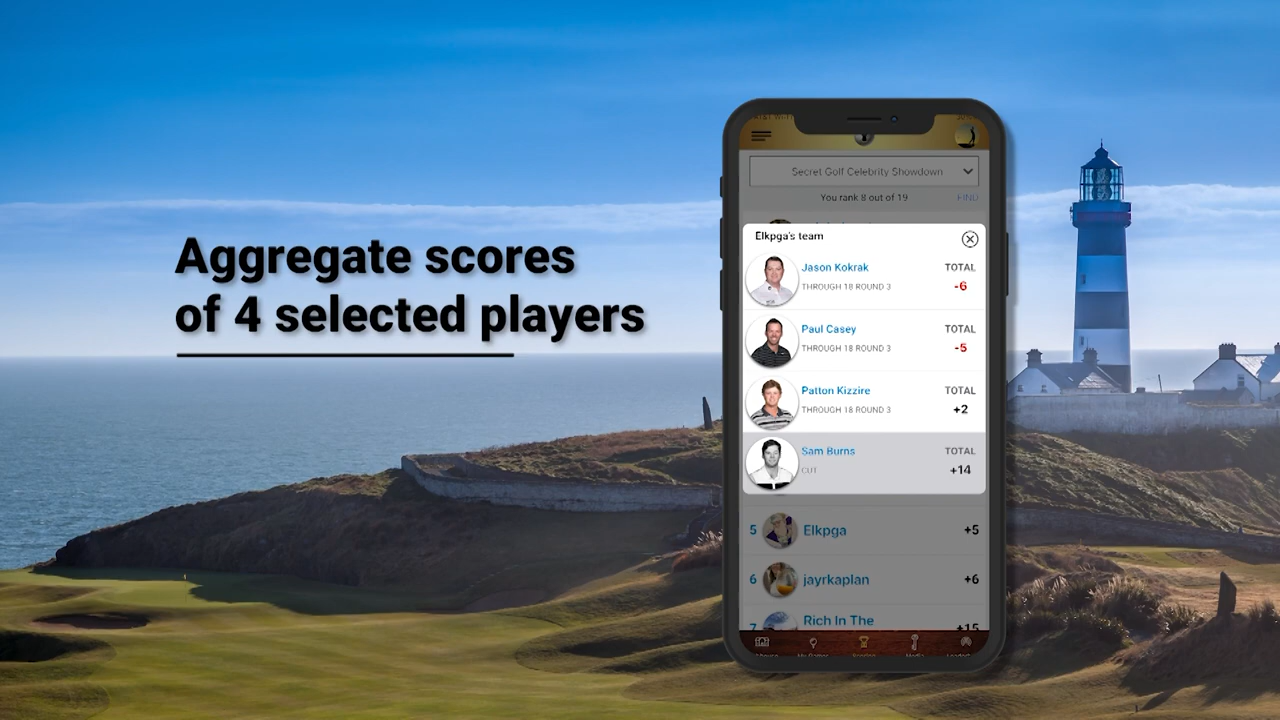 Aggregate scores
of 4 selected players
Secret Golf Celebrity Showdown
You rank 8 out of 19 FIND
Elkpga's team
Jason Kokrak TOTAL
THROUGH 18 ROUND 3 -6
Paul Casey TOTAL
THROUGH 18 ROUND 3 -5
Patton Kizzire TOTAL
THROUGH 18 ROUND 3 +2
Sam Burns TOTAL
CUT +14
5 Elkpga +5
6 jayrkaplan +6
7 Rich In The +15